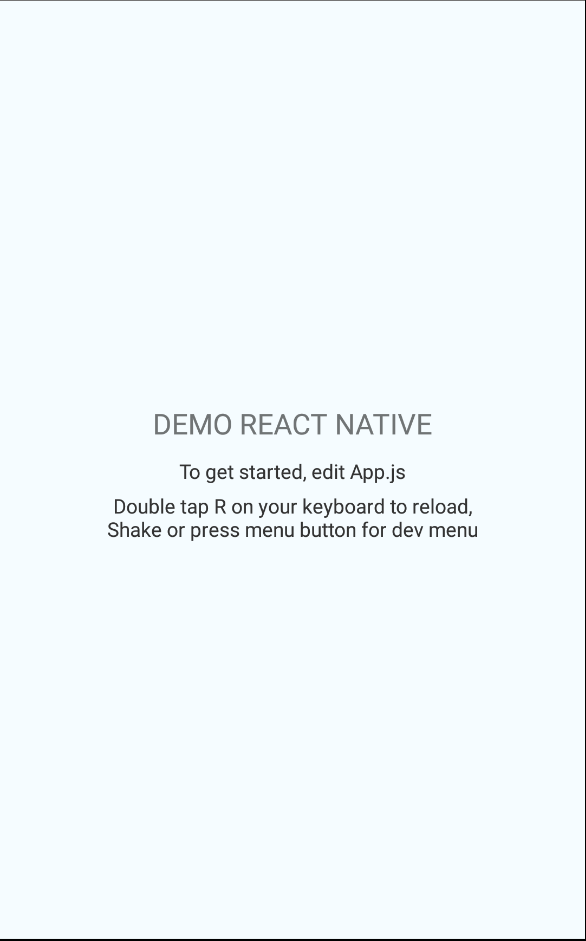 DEMO REACT NATIVE
To get started, edit App.js
Double tap R on your keyboard to reload,
Shake or press menu button for dev menu